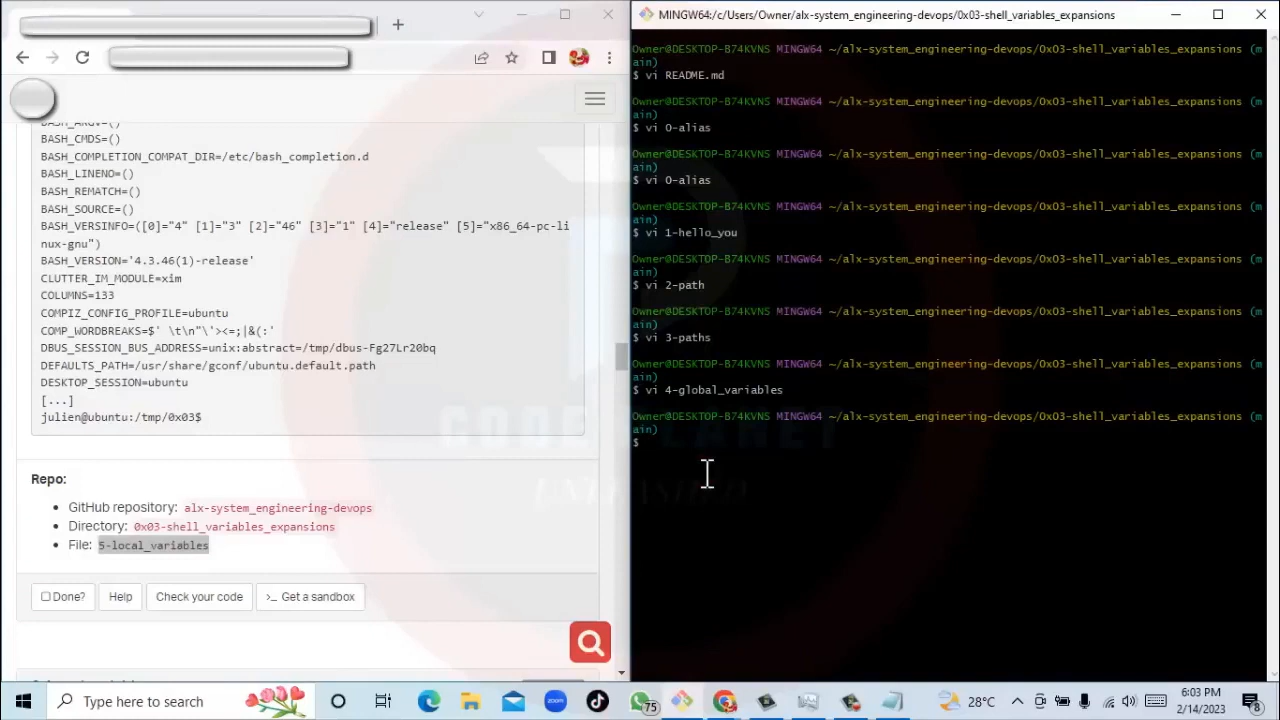 MINGW64:/c/Users/Owner/alx-system_engineering-devops/0x03-shell_variables_expansions
BASH_ARGV=()
BASH_CMDS=()
BASH_COMPLETION_COMPAT_DIR=/etc/bash_completion.d
BASH_LINENO=()
BASH_REMATCH=()
BASH_SOURCE=()
BASH_VERSINFO=([0]="4" [1]="3" [2]="46" [3]="1" [4]="release" [5]="x86_64-pc-li
nux-gnu")
BASH_VERSION='4.3.46(1)-release'
CLUTTER_IM_MODULE=xim
COLUMNS=133
COMPIZ_CONFIG_PROFILE=ubuntu
COMP_WORDBREAKS=$' \t\n"\'><=;|&(:'
DBUS_SESSION_BUS_ADDRESS=unix:abstract=/tmp/dbus-Fg27Lr20bq
DEFAULTS_PATH=/usr/share/gconf/ubuntu.default.path
DESKTOP_SESSION=ubuntu
[...]
julien@ubuntu:/tmp/0x03$
Repo:
GitHub repository: alx-system_engineering-devops
Directory: 0x03-shell_variables_expansions
File: 5-local_variables
Done? Help Check your code >_ Get a sandbox
Owner@DESKTOP-B74KVNS MINGW64 ~/alx-system_engineering-devops/0x03-shell_variables_expansions (m
ain)
$ vi README.md
Owner@DESKTOP-B74KVNS MINGW64 ~/alx-system_engineering-devops/0x03-shell_variables_expansions (m
ain)
$ vi 0-alias
Owner@DESKTOP-B74KVNS MINGW64 ~/alx-system_engineering-devops/0x03-shell_variables_expansions (m
ain)
$ vi 0-alias
Owner@DESKTOP-B74KVNS MINGW64 ~/alx-system_engineering-devops/0x03-shell_variables_expansions (m
ain)
$ vi 1-hello_you
Owner@DESKTOP-B74KVNS MINGW64 ~/alx-system_engineering-devops/0x03-shell_variables_expansions (m
ain)
$ vi 2-path
Owner@DESKTOP-B74KVNS MINGW64 ~/alx-system_engineering-devops/0x03-shell_variables_expansions (m
ain)
$ vi 3-paths
Owner@DESKTOP-B74KVNS MINGW64 ~/alx-system_engineering-devops/0x03-shell_variables_expansions (m
ain)
$ vi 4-global_variables
Owner@DESKTOP-B74KVNS MINGW64 ~/alx-system_engineering-devops/0x03-shell_variables_expansions (m
ain)
$
Type here to search
zoom
75
28°C
6:03 PM
2/14/2023
8